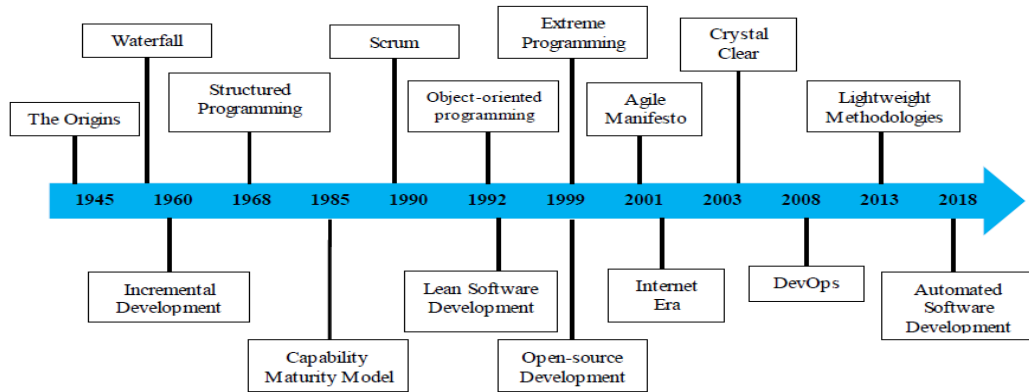 Waterfall
Scrum
Extreme
Programming
Crystal
Clear
Structured
Programming
Object-oriented
programming
Agile
Manifesto
Lightweight
Methodologies
The Origins
1945 1960 1968 1985 1990 1992 1999 2001 2003 2008 2013 2018
Incremental
Development
Lean Software
Development
Internet
Era
DevOps
Automated
Software
Development
Capability
Maturity Model
Open-source
Development